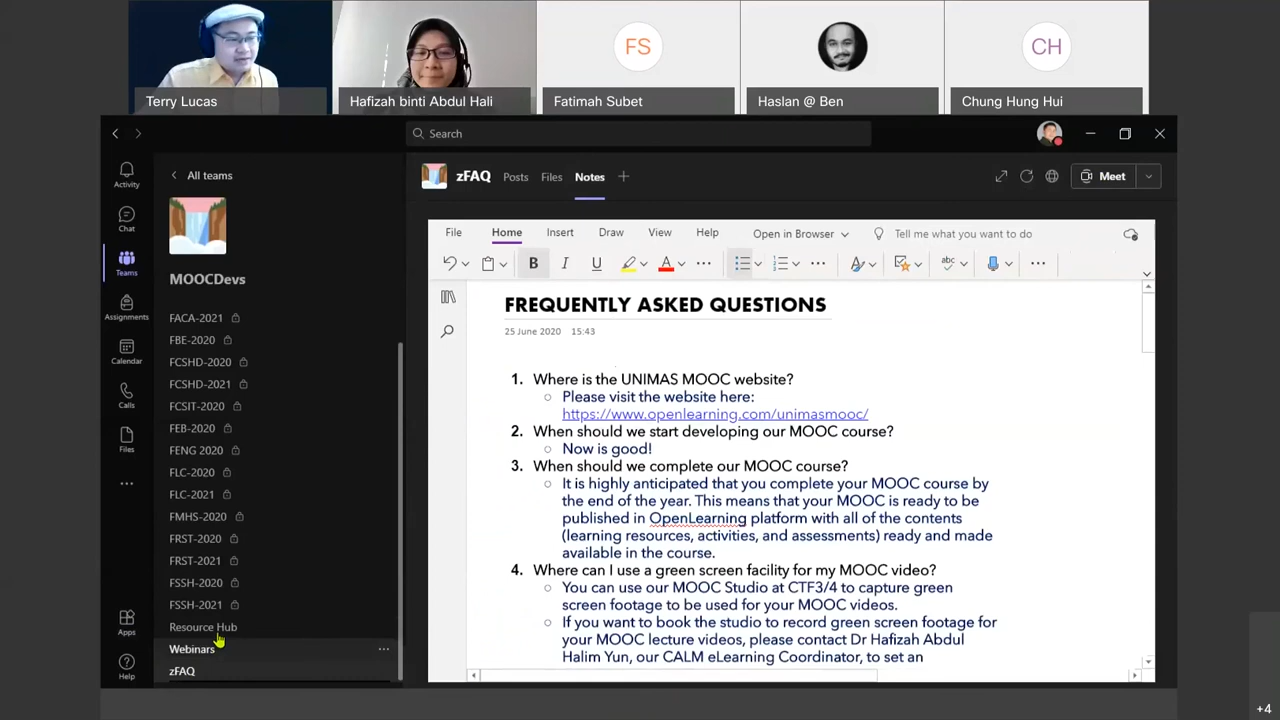 FS
CH
Terry Lucas
Hafizah binti Abdul Hali
Fatimah Subet
Haslan @ Ben
Chung Hung Hui
Search
Activity
Chat
Teams
Assignments
Calendar
Calls
Files
Apps
Help
All teams
MOOCDevs
FACA-2021
FBE-2020
FCSHD-2020
FCSHD-2021
FCSIT-2020
FEB-2020
FENG 2020
FLC-2020
FLC-2021
FMHS-2020
FRST-2020
FRST-2021
FSSH-2020
FSSH-2021
Resource Hub
Webinars
zFAQ
zFAQ Posts Files Notes
Meet
File Home Insert Draw View Help Open in Browser Tell me what you want to do
B I U A abc
FREQUENTLY ASKED QUESTIONS
25 June 2020 15:43
1. Where is the UNIMAS MOOC website?
Please visit the website here:
https://www.openlearning.com/unimasmooc/
2. When should we start developing our MOOC course?
Now is good!
3. When should we complete our MOOC course?
It is highly anticipated that you complete your MOOC course by
the end of the year. This means that your MOOC is ready to be
published in OpenLearning platform with all of the contents
(learning resources, activities, and assessments) ready and made
available in the course.
4. Where can I use a green screen facility for my MOOC video?
You can use our MOOC Studio at CTF3/4 to capture green
screen footage to be used for your MOOC videos.
If you want to book the studio to record green screen footage for
your MOOC lecture videos, please contact Dr Hafizah Abdul
Halim Yun, our CALM eLearning Coordinator, to set an
+4